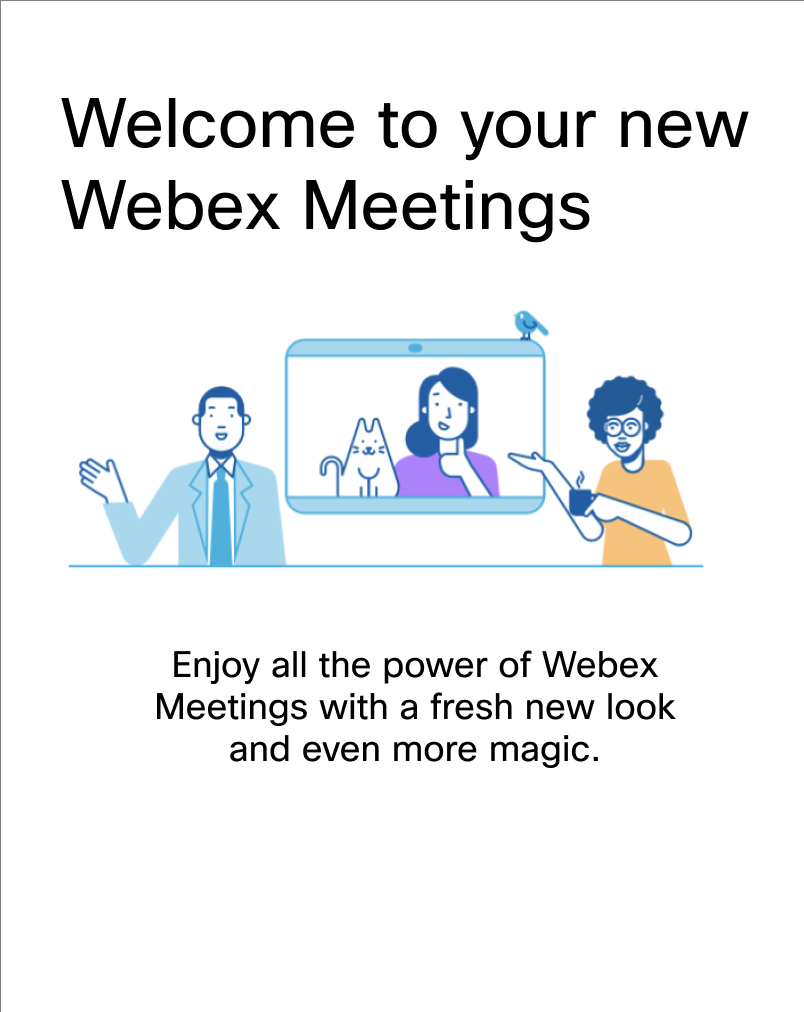 Welcome to your new
Webex Meetings
Enjoy all the power of Webex
Meetings with a fresh new look
and even more magic.